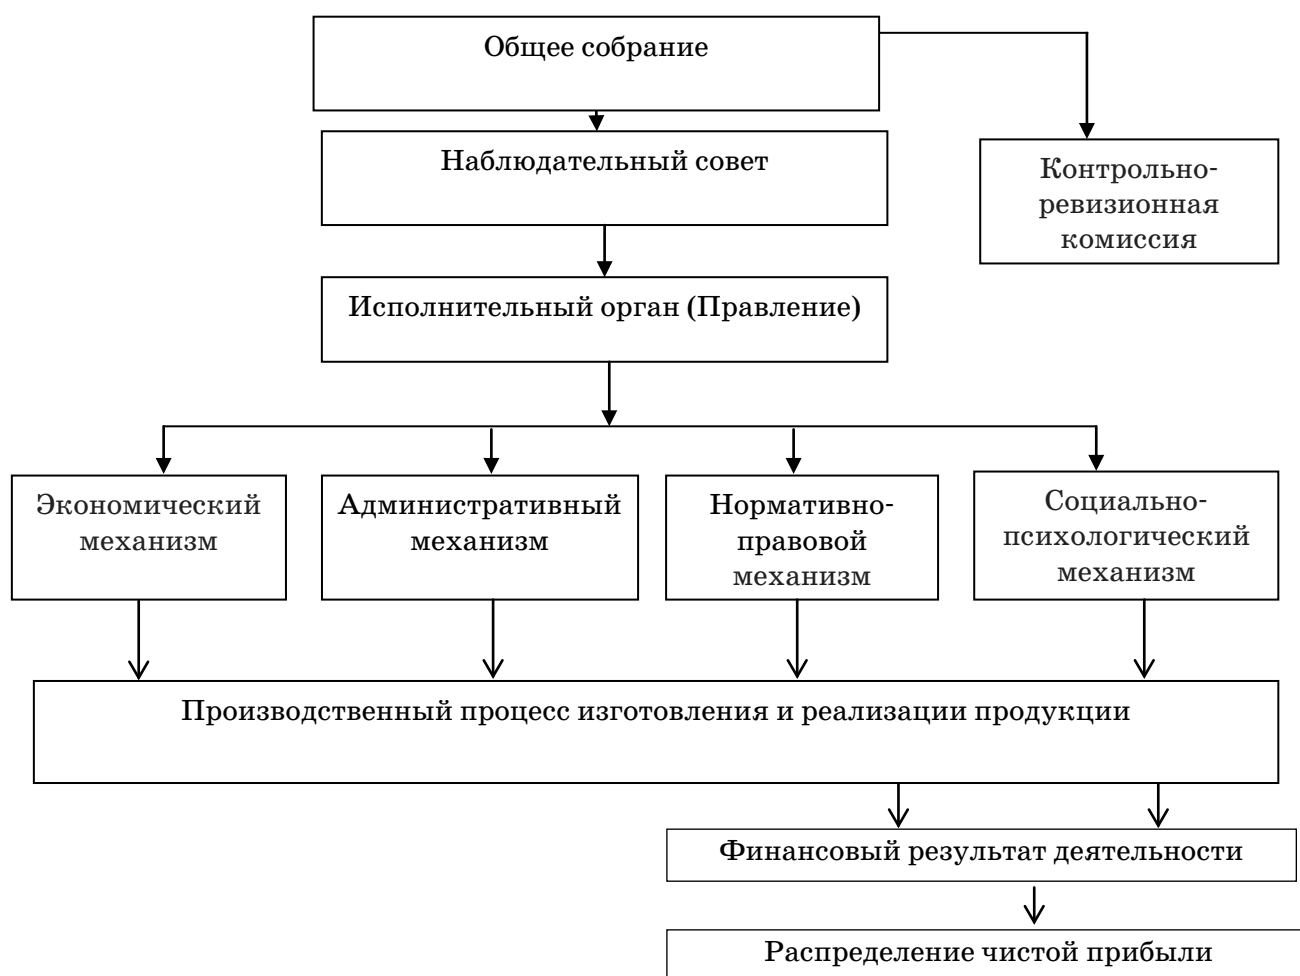 Общее собрание
Наблюдательный совет
Контрольно-
ревизионная
комиссия
Исполнительный орган (Правление)
Экономический
механизм
Административный
механизм
Нормативно-
правовой
механизм
Социально-
психологический
механизм
Производственный процесс изготовления и реализации продукции
Финансовый результат деятельности
Распределение чистой прибыли